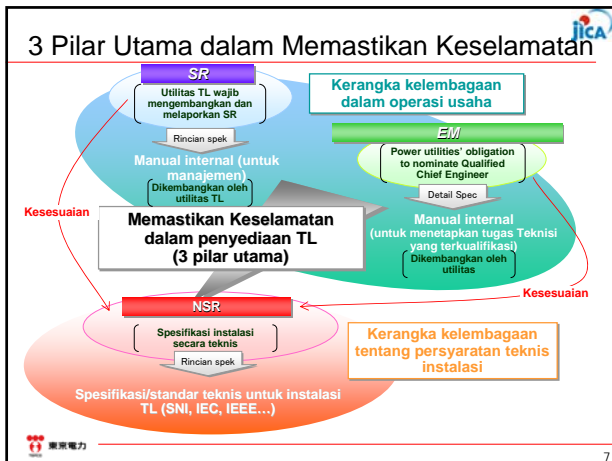 3 Pilar Utama dalam Memastikan Keselamatan
jICA
SR
Utilitas TL wajib
mengembangkan dan
melaporkan SR
Rincian spek
Manual internal (untuk
manajemen)
Dikembangkan oleh
utilitas TL
Kerangka kelembagaan
dalam operasi usaha
EM
Power utilities' obligation
to nominate Qualified
Chief Engineer
Detail Spec
Manual internal
(untuk menetapkan tugas Teknisi
yang terkualifikasi)
Dikembangkan oleh
utilitas
Kesesuaian
Memastikan Keselamatan
dalam penyediaan TL
(3 pilar utama)
Kesesuaian
NSR
Spesifikasi instalasi
secara teknis
Rincian spek
Spesifikasi/standar teknis untuk instalasi
TL (SNI, IEC, IEEE…)
Kerangka kelembagaan
tentang persyaratan teknis
instalasi
TEPCO
東京電力
7